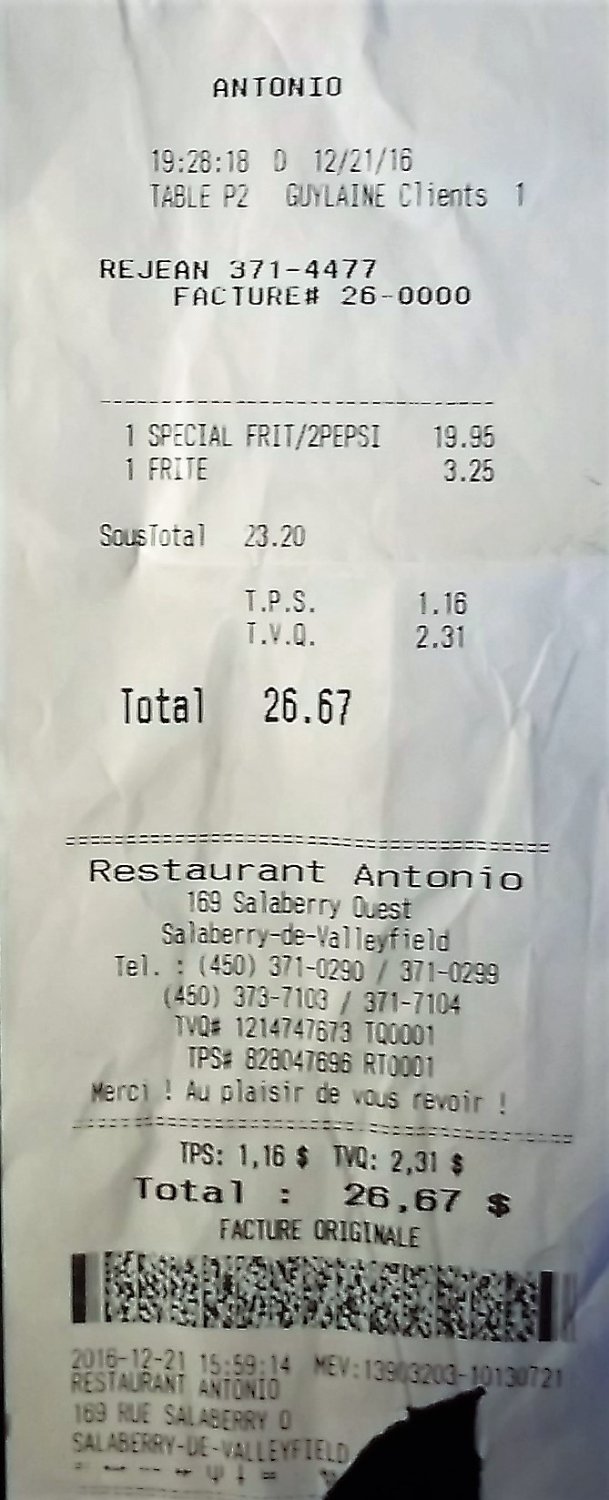 ANTONIO
19:28:18 D 12/21/16
TABLE P2 GUYLAINE Clients 1
REJEAN 371-4477
FACTURE# 26-0000
1 SPECIAL FRIT/2PEPSI 19.95
1 FRITE 3.25
SousTotal 23.20
T.P.S. 1.16
T.V.Q. 2.31
Total 26.67
Restaurant Antonio
169 Salaberry Ouest
Salaberry-de-Valleyfield
Tel. : (450) 371-0290 / 371-0299
(450) 373-7103 / 371-7104
TVQ# 1214747673 TQ0001
TPS# 828047696 RT0001
Merci ! Au plaisir de vous revoir !
TPS: 1,16 $ TVQ: 2,31 $
Total : 26,67 $
FACTURE ORIGINALE
2016-12-21 15:59:14 MEV:13903203-10130721
RESTAURANT ANTONIO
169 RUE SALABERRY O
SALABERRY-DE-VALLEYFIELD